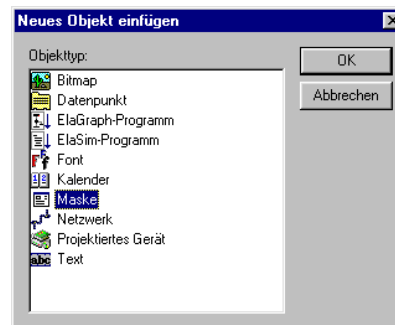 Neues Objekt einfügen
Objekttyp:
OK
Abbrechen
Bitmap
Datenpunkt
ElaGraph-Programm
ElaSim-Programm
Font
Kalender
Maske
Netzwerk
Projektiertes Gerät
abc Text